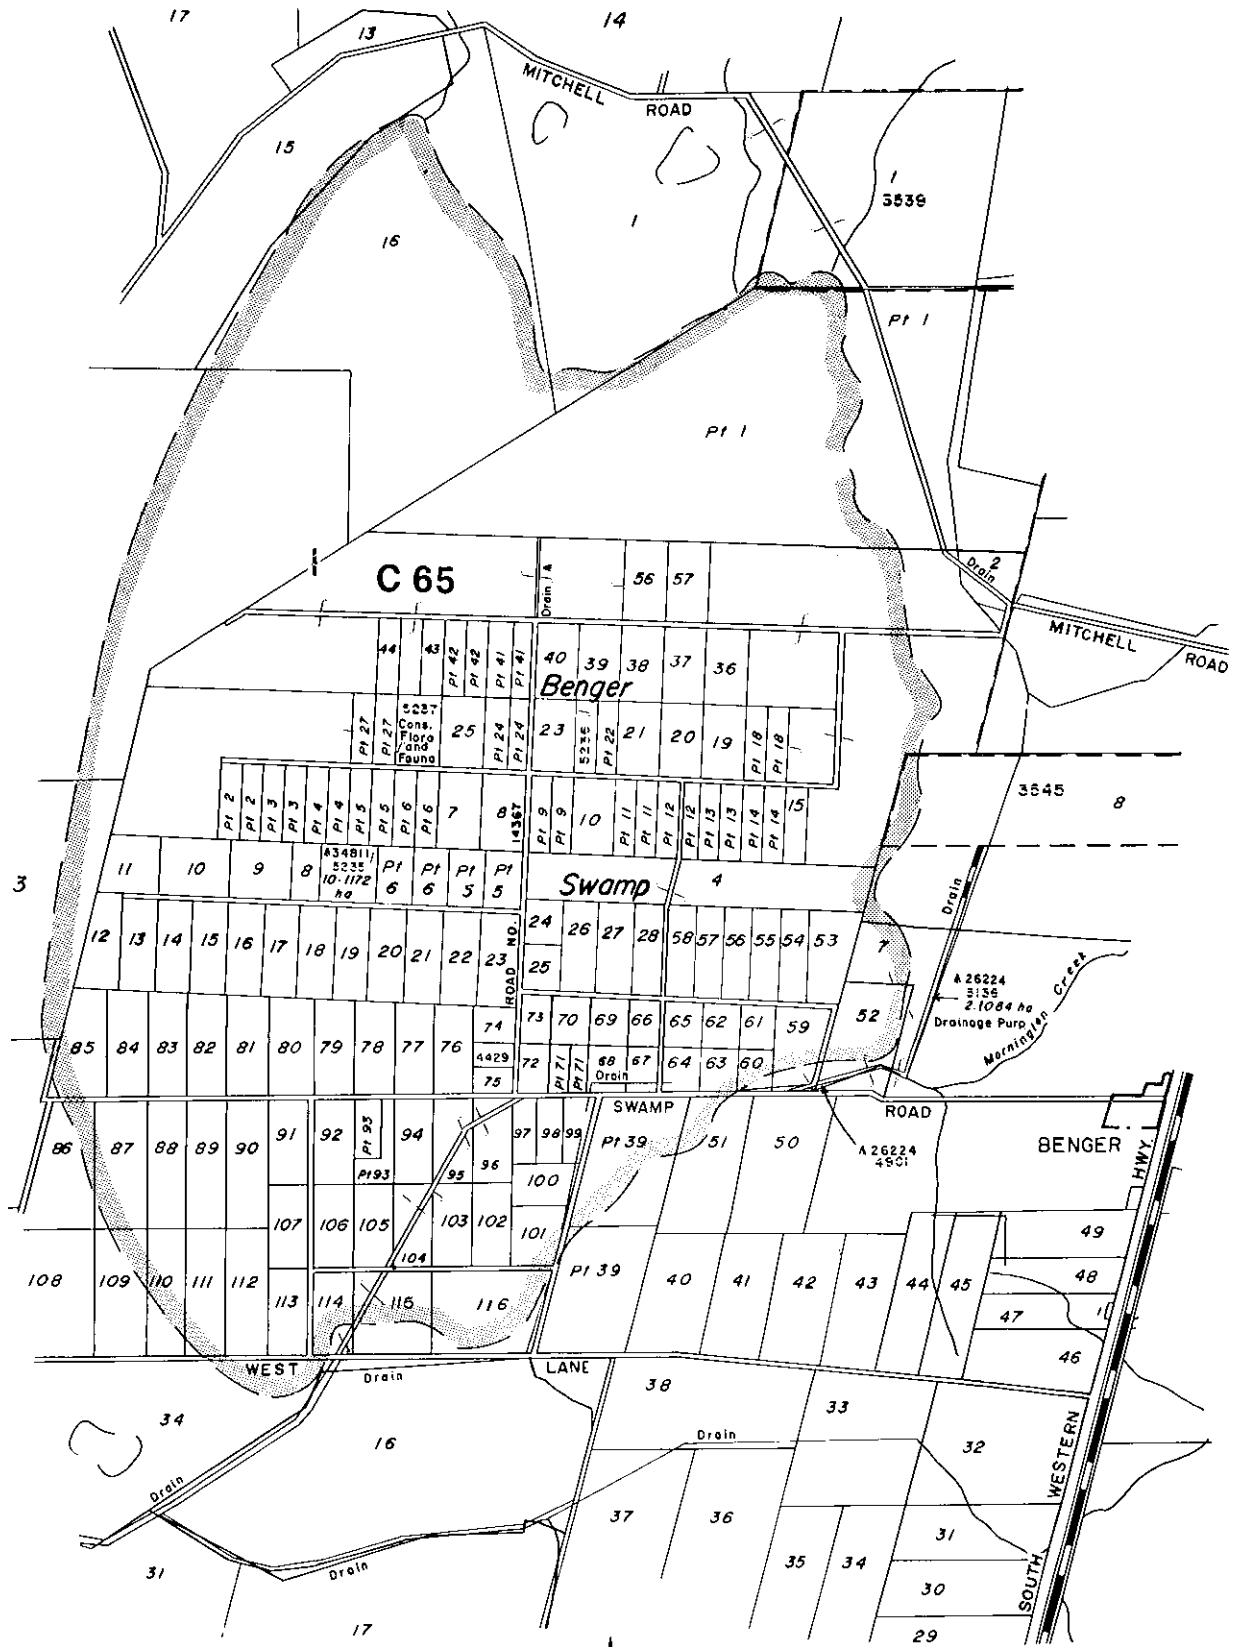 17
14
13
MITCHELL
ROAD
15
1
3539
1
16
Pt 1
Pt 1
C 65
Drain
A
56 57
2
Drain
MITCHELL
ROAD
44 43 Pt 42 Pt 42 Pt 41 Pt 41 40 39 38 37 36
Benger
Pt 27 Pt 27
5237
Cons.
Flora
and
Fauna
25 Pt 24 Pt 24 23 5235 Pt 22 21 20 19 Pt 18 Pt 18
3645 8
Pt 2 Pt 2 Pt 3 Pt 3 Pt 4 Pt 4 Pt 5 Pt 5 Pt 6 Pt 6 7 8 14367 Pt 9 Pt 9 10 Pt 11 Pt 11 Pt 12 Pt 12 Pt 13 Pt 13 Pt 14 Pt 14 15
3
11 10 9 8
A34811
5235
10·1172
ha
Pt 6 Pt 6 Pt 5 Pt 5
Swamp
4
Drain
12 13 14 15 16 17 18 19 20 21 22 23
ROAD NO.
24 26 27 28 58 57 56 55 54 53
25
7
A 26224
3136
2.1084 ha
Drainage Purp
Mornington Creek
52
85 84 83 82 81 80 79 78 77 76 74 73 70 69 66 65 62 61 59
4429
75
72 Pt 71 Pt 71 68 67 64 63 60
Drain
SWAMP
ROAD
BENGER
HWY.
86 87 88 89 90 91 92 Pt 93 94 97 98 99 Pt 39 51 50
A 26224
4901
Pt 93 95 96 100
107 106 105 104 103 102 101
49
108 109 110 111 112 113 114 115 116
Pt 39 40 41 42 43 44 45
48
47 1
46
WEST
LANE
Drain
38
33
34
16
Drain
32
WESTERN
Drain
37 36
31
35 34
30
SOUTH
31
Drain
17
29